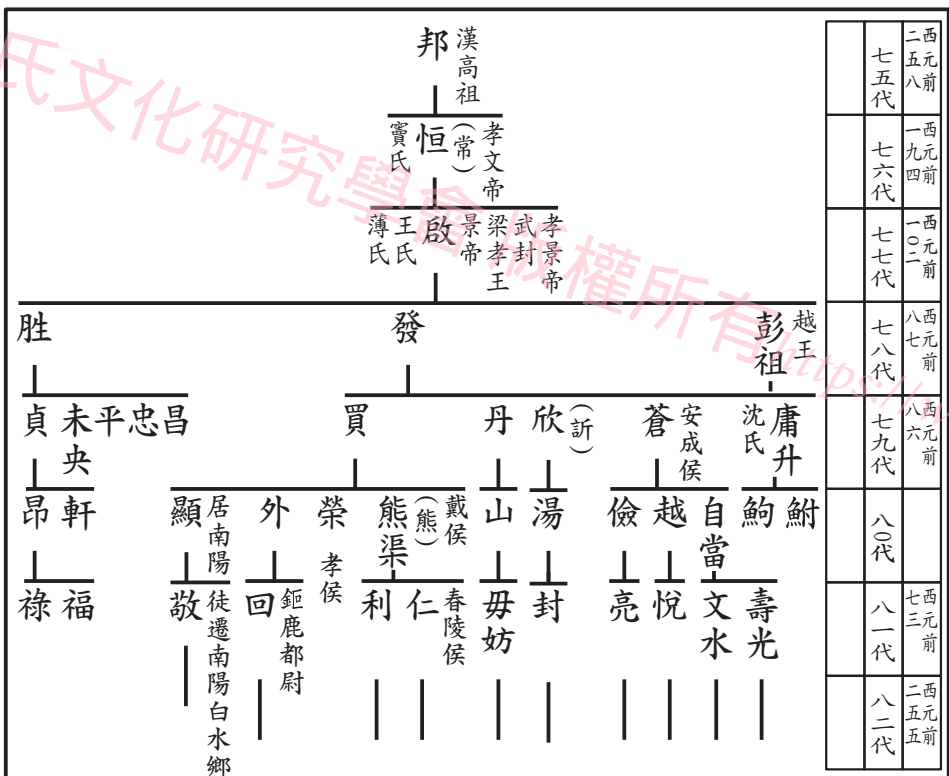 西元前二五八
七五代
邦
漢高祖
西元前一九四
七六代
孝文帝
(常)
恒
竇氏
西元前一〇二
七七代
孝景帝
武封
梁孝王
景帝
啟
王氏
薄氏
西元前八七
七八代
越王
彭祖
發
胜
西元前八六
七九代
庸升
沈氏
安成侯
蒼
(訢)
欣
丹
買
昌
忠
平
未央
貞
八〇代
鮒
鮈
自當
越
儉
湯
山
戴侯
(熊)
熊渠
榮
孝侯
外
居南陽
顯
軒
昂
西元前七三
八一代
壽光
文水
悅
亮
封
毋妨
春陵侯
仁
利
鉅鹿都尉
回
徒遷南陽白水鄉
敬
福
祿
西元前二五五
八二代
氏文化研究學會 版權所有 https://w